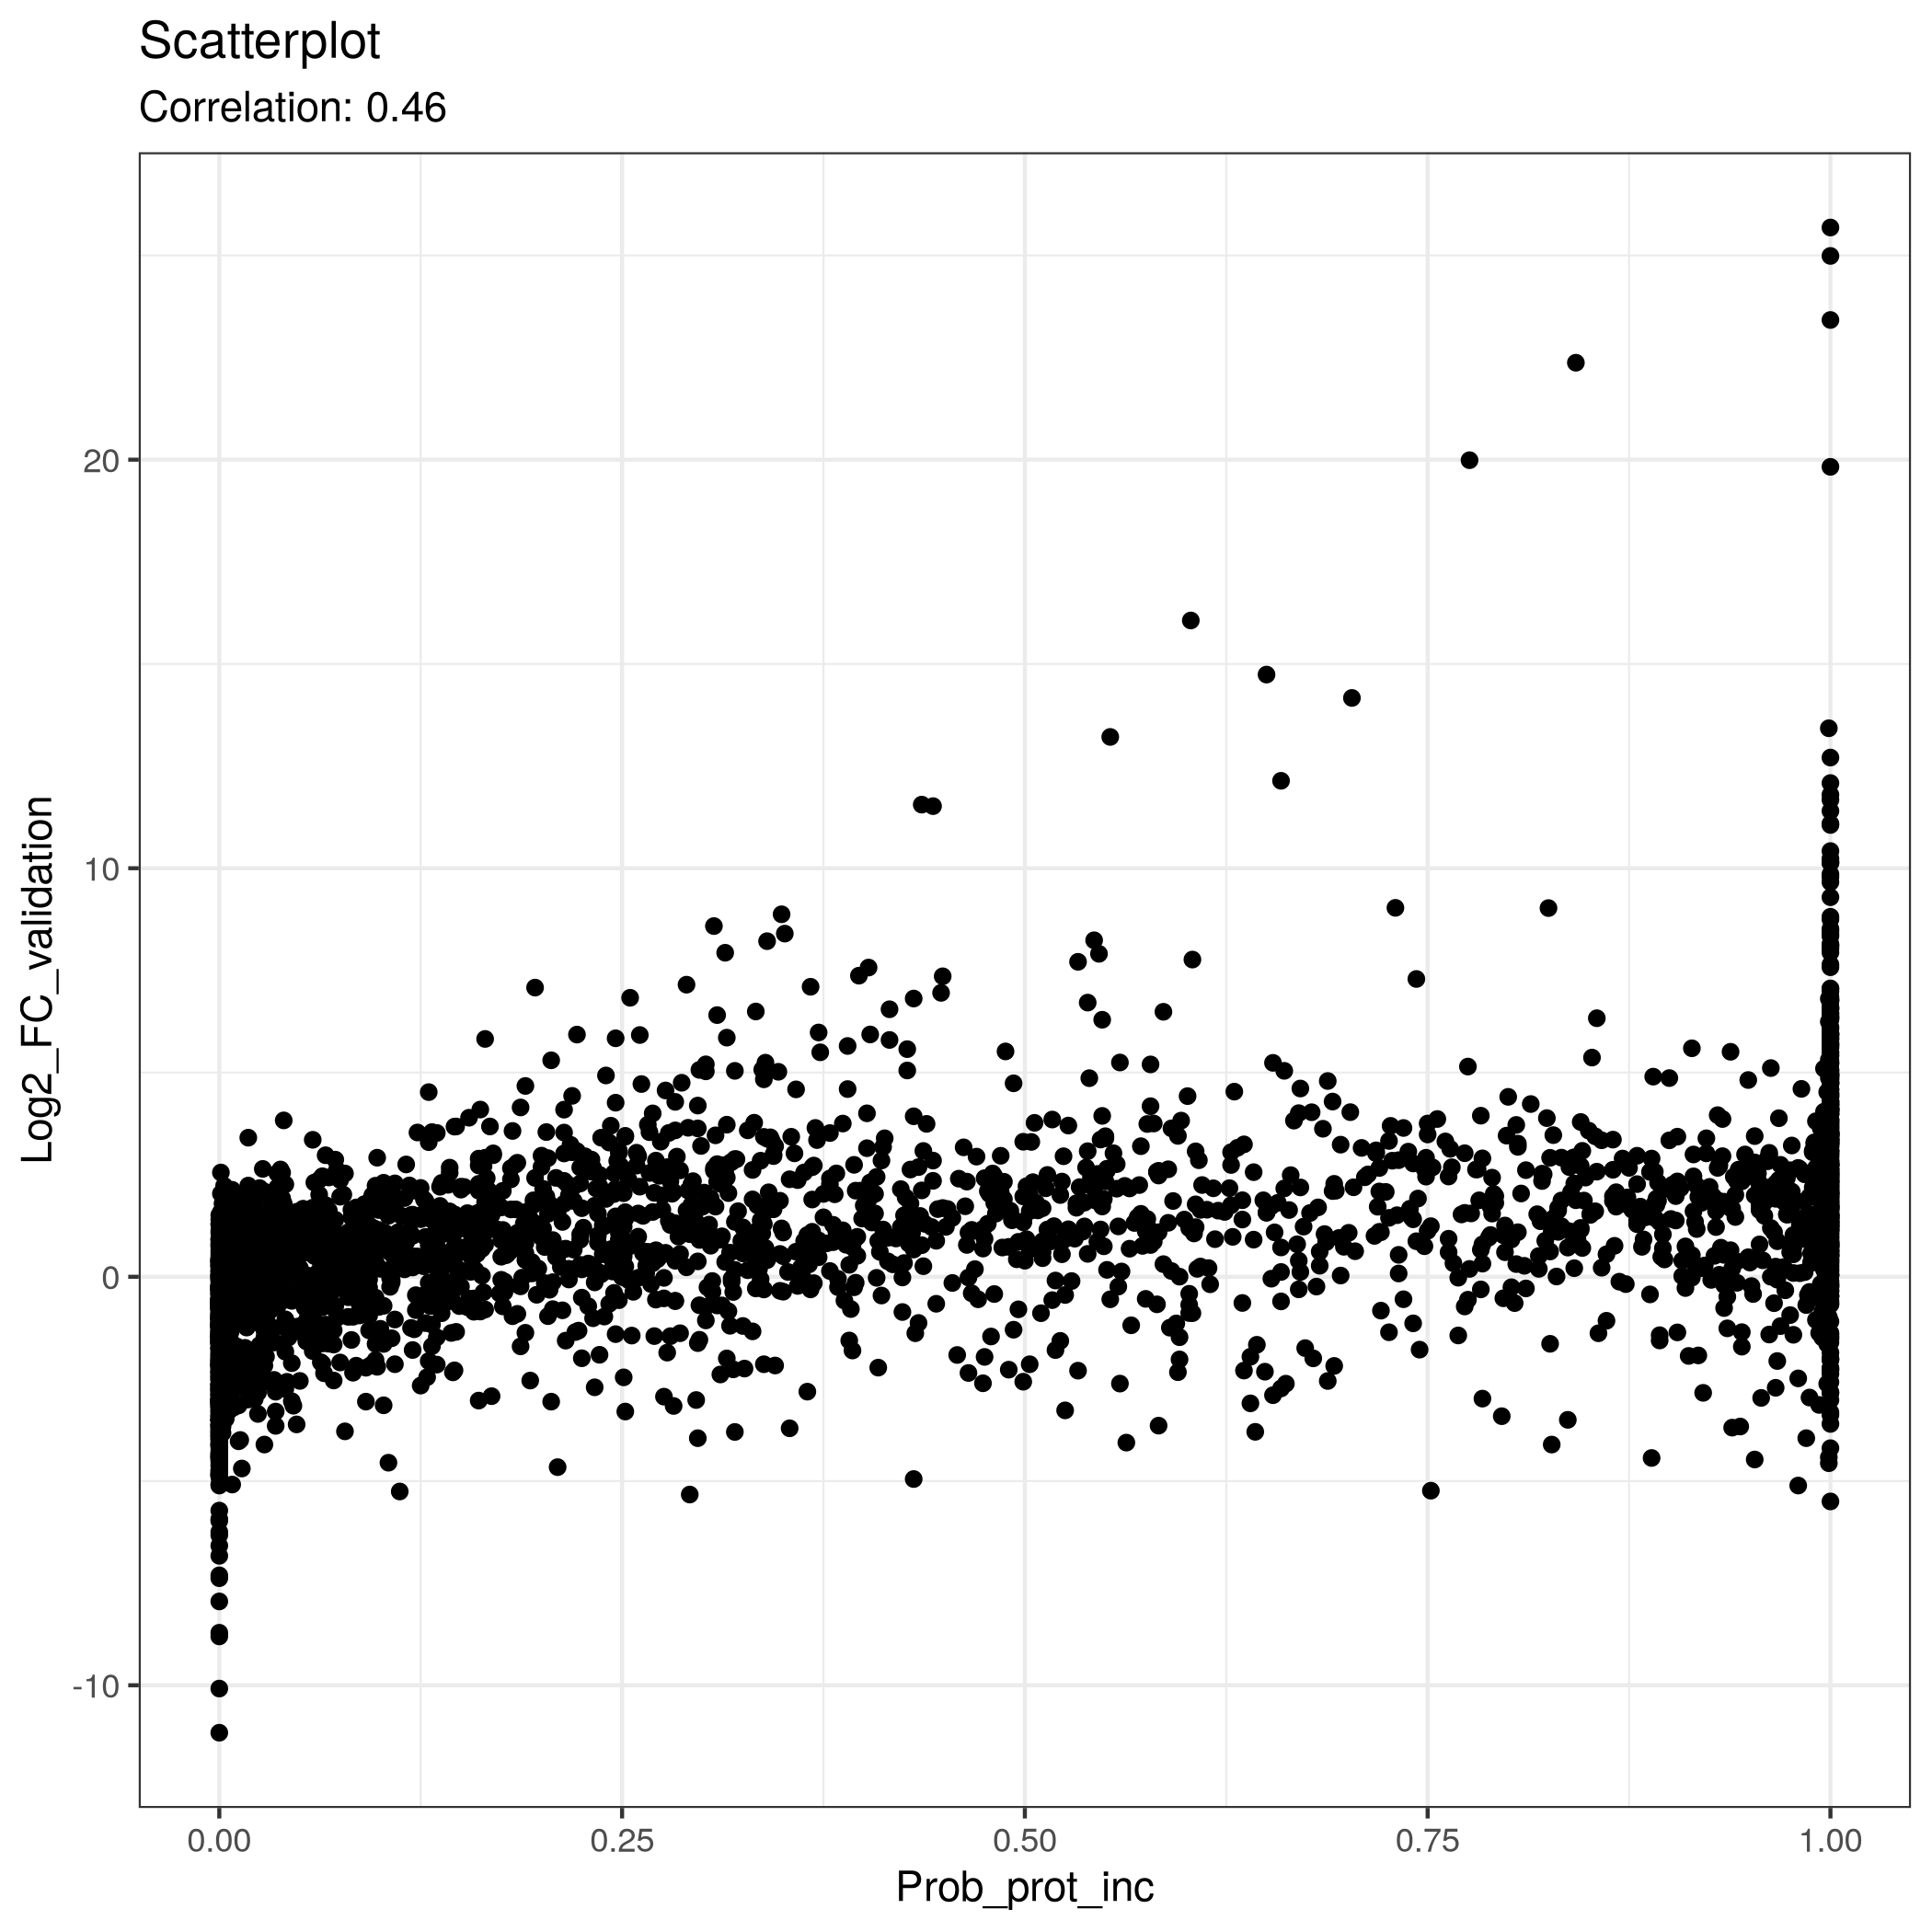 Scatterplot
Correlation: 0.46
Log2_FC_validation
20
10
0
-10
0.00 0.25 0.50 0.75 1.00
Prob_prot_inc